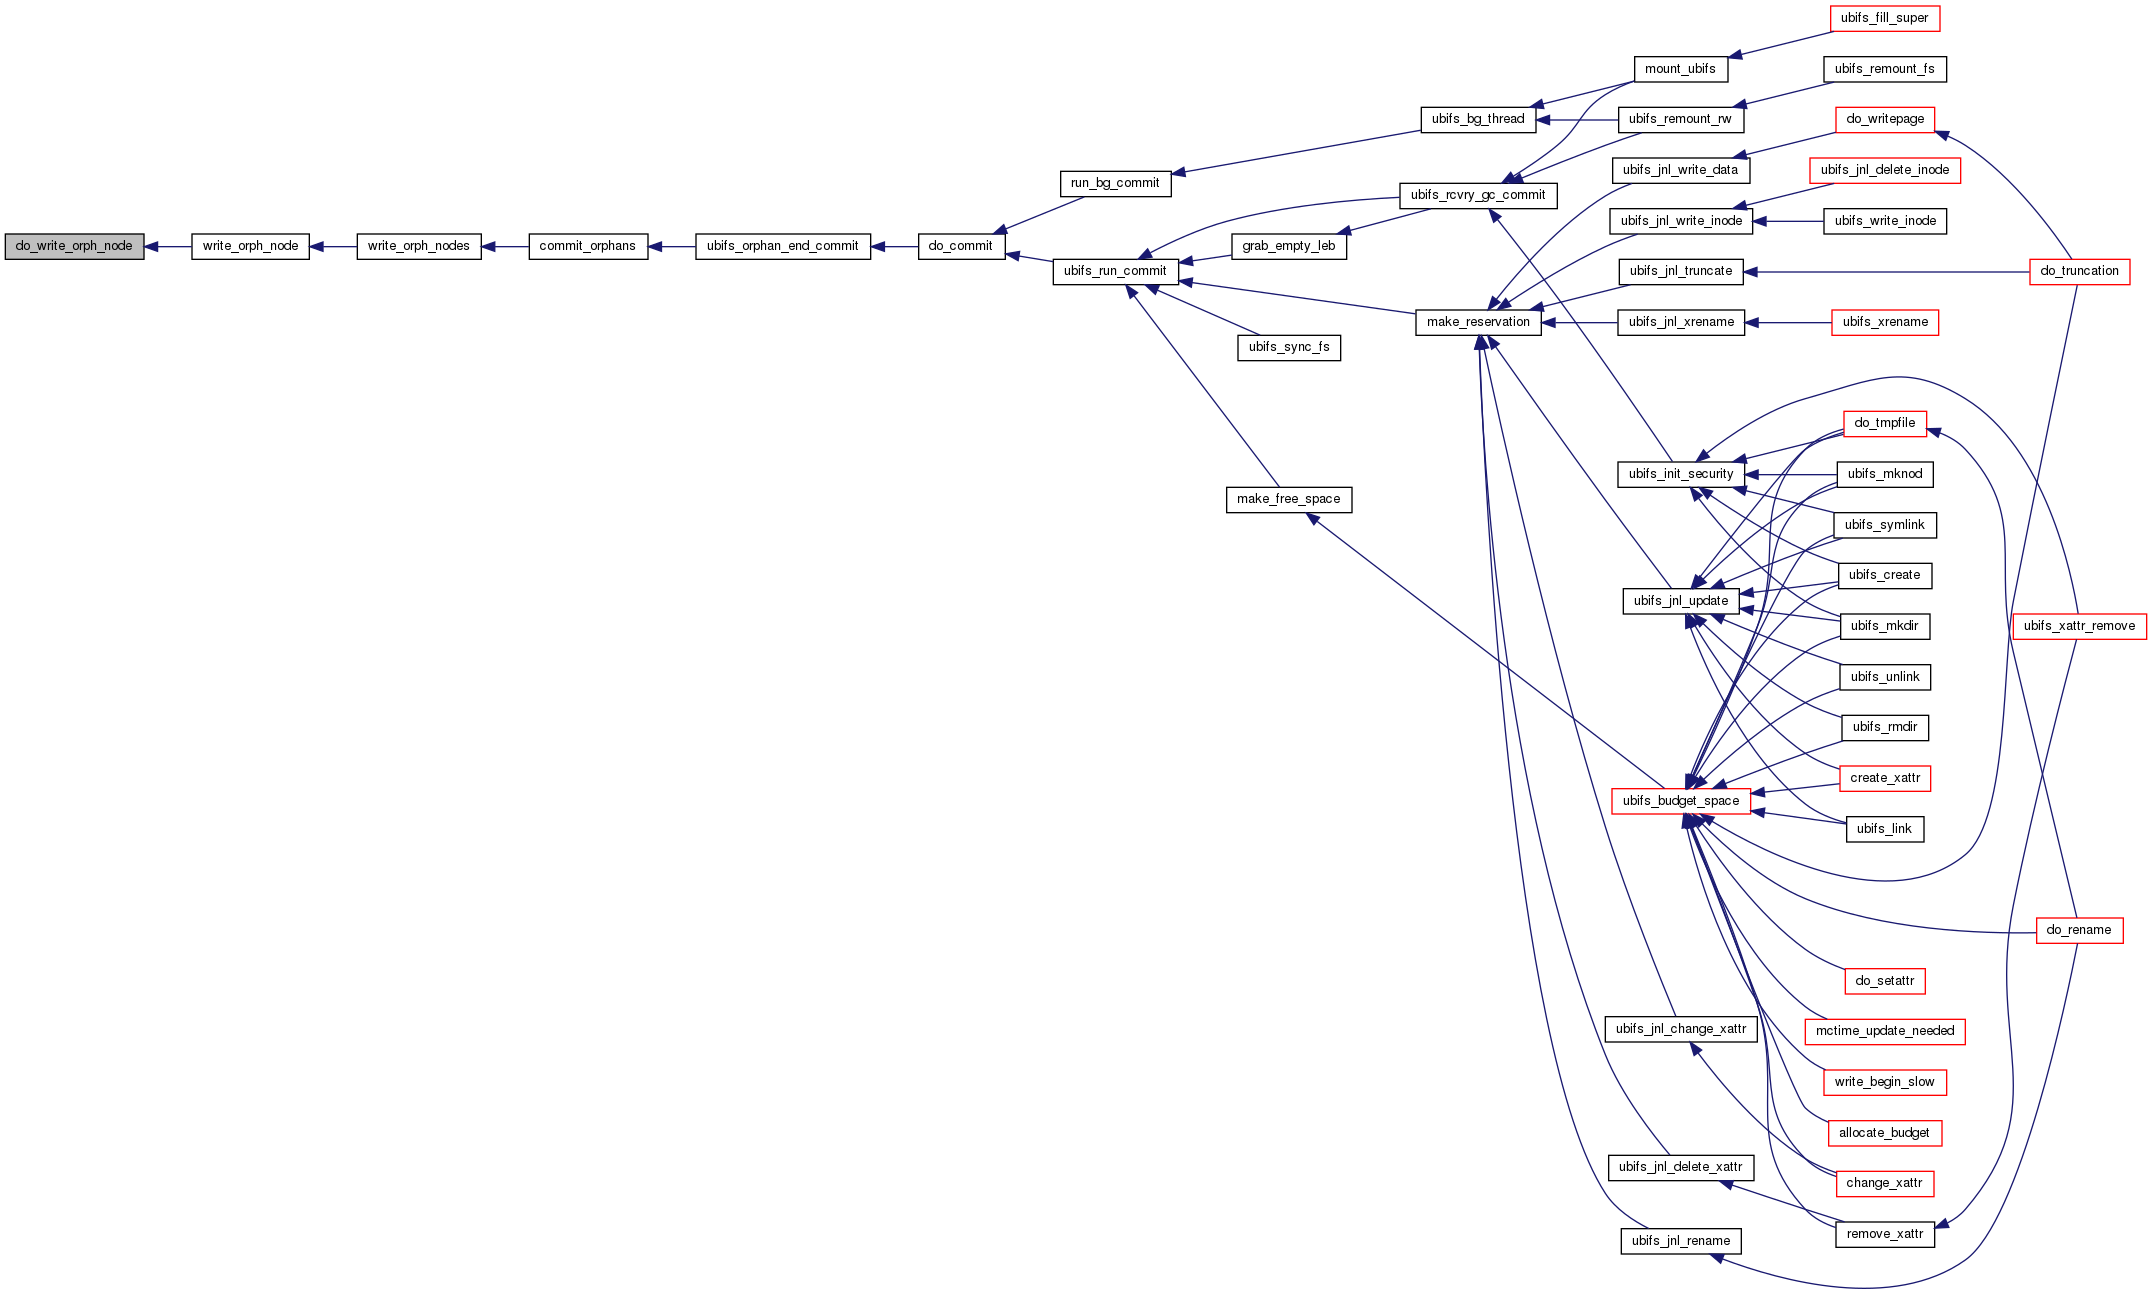 ubifs_fill_super
mount_ubifs
ubifs_remount_fs
ubifs_bg_thread
ubifs_remount_rw
do_writepage
ubifs_jnl_write_data
ubifs_jnl_delete_inode
run_bg_commit
ubifs_rcvry_gc_commit
ubifs_jnl_write_inode
ubifs_write_inode
do_write_orph_node
write_orph_node
write_orph_nodes
commit_orphans
ubifs_orphan_end_commit
do_commit
grab_empty_leb
ubifs_run_commit
ubifs_jnl_truncate
do_truncation
make_reservation
ubifs_jnl_xrename
ubifs_xrename
ubifs_sync_fs
do_tmpfile
ubifs_init_security
ubifs_mknod
make_free_space
ubifs_symlink
ubifs_create
ubifs_jnl_update
ubifs_mkdir
ubifs_xattr_remove
ubifs_unlink
ubifs_rmdir
create_xattr
ubifs_budget_space
ubifs_link
do_rename
do_setattr
ubifs_jnl_change_xattr
mctime_update_needed
write_begin_slow
allocate_budget
ubifs_jnl_delete_xattr
change_xattr
remove_xattr
ubifs_jnl_rename